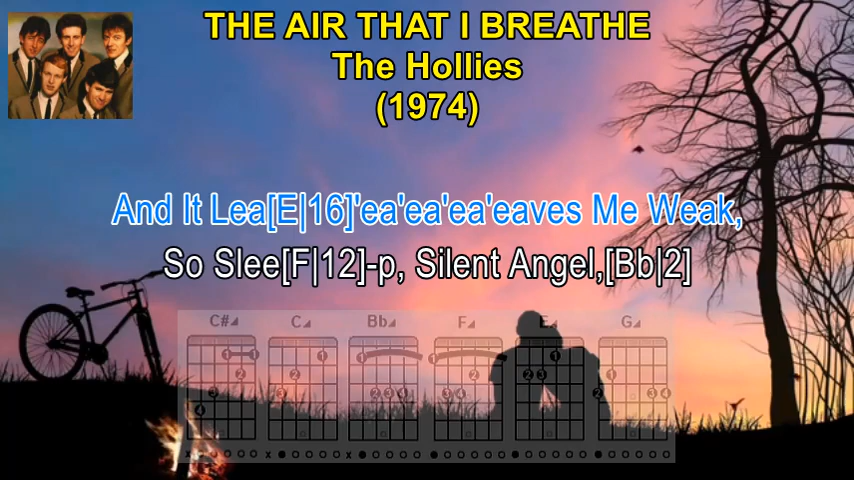 THE AIR THAT I BREATHE
The Hollies
(1974)
And It Lea[E|16]'ea'ea'ea'eaves Me Weak,
So Slee[F|12]-p, Silent Angel,[Bb|2]
C# C Bb F E G